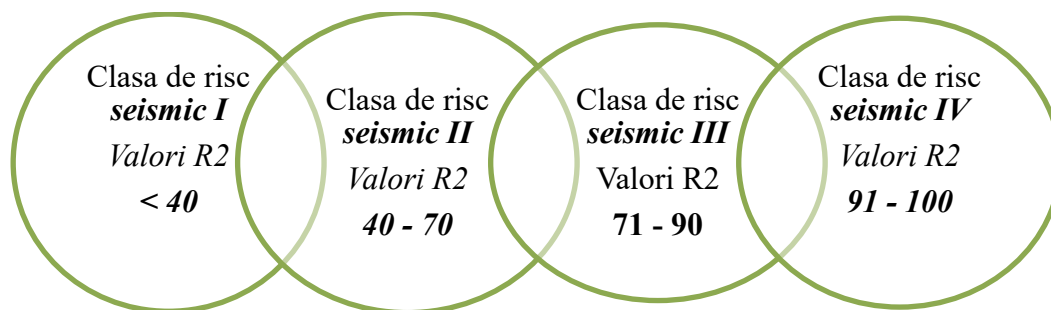 Clasa de risc
seismic I
Valori R2
< 40
Clasa de risc
seismic II
Valori R2
40 - 70
Clasa de risc
seismic III
Valori R2
71 - 90
Clasa de risc
seismic IV
Valori R2
91 - 100